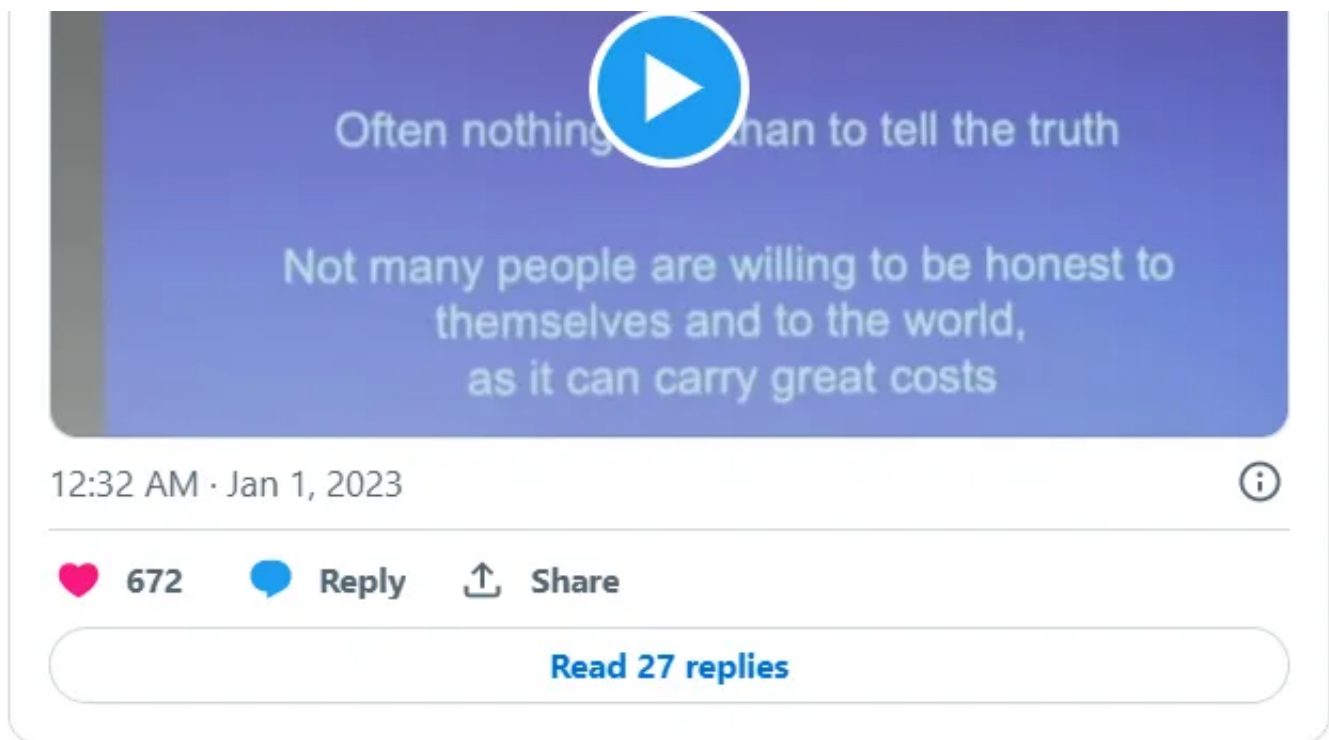 Often nothing than to tell the truth
Not many people are willing to be honest to
themselves and to the world,
as it can carry great costs
12:32 AM · Jan 1, 2023
672 Reply Share
Read 27 replies